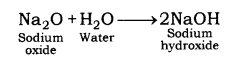 Na₂O + H₂O ⟶ 2NaOH
Sodium oxide Water Sodium hydroxide